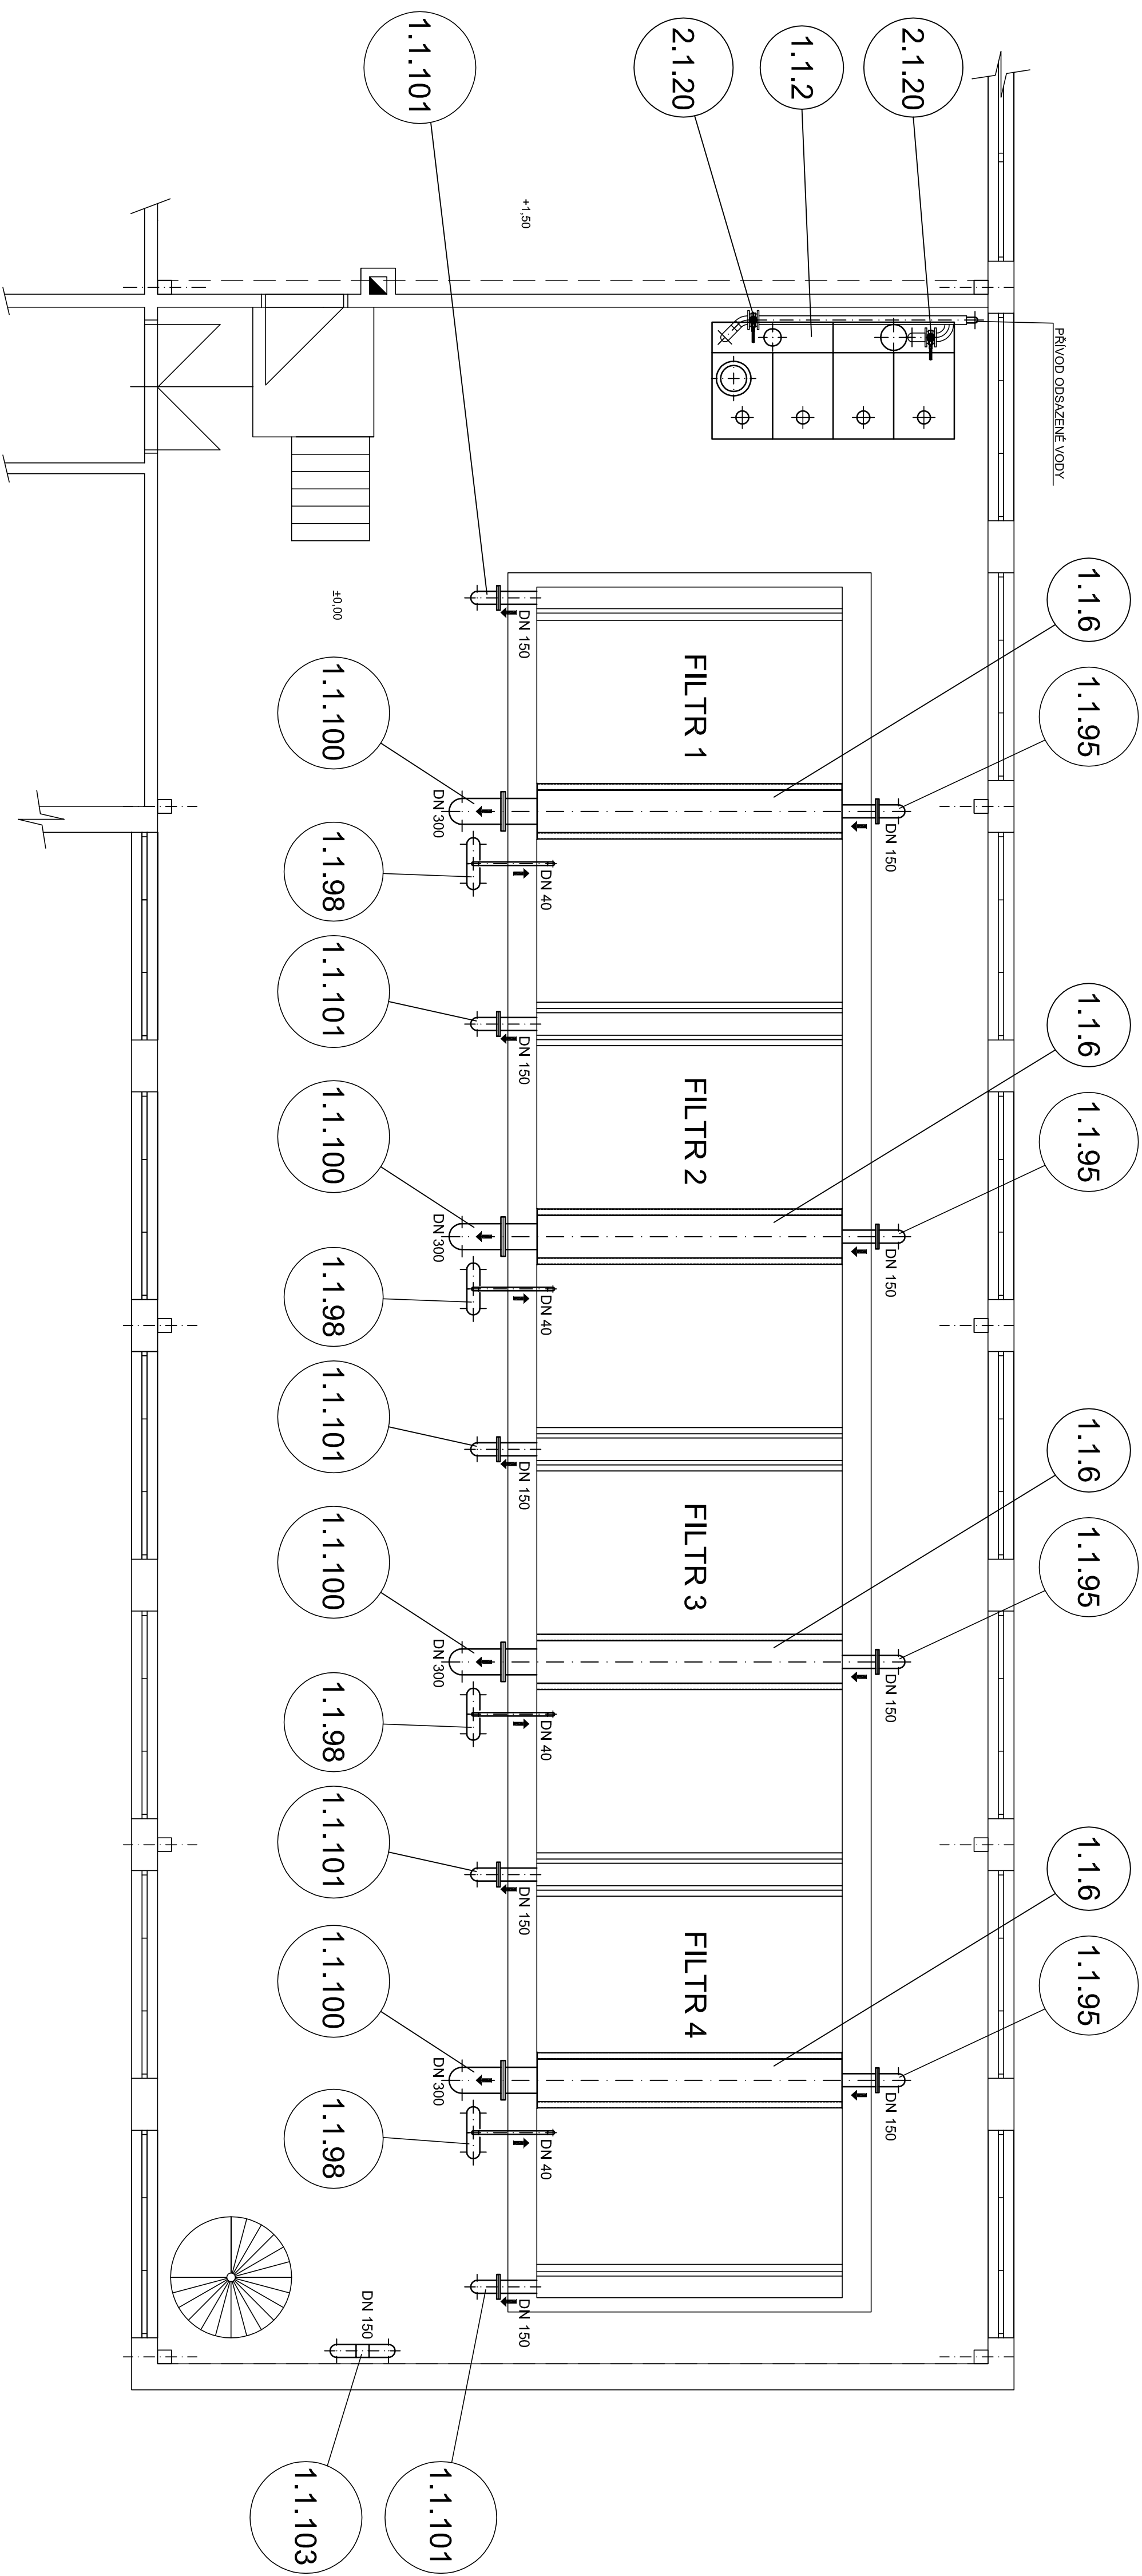 1.1.6
1.1.95
1.1.6
1.1.95
1.1.6
1.1.95
1.1.6
1.1.95
PŘÍVOD ODSAZENÉ VODY
2.1.20
DN 150
DN 150
DN 150
DN 150
1.1.2
2.1.20
FILTR 1
FILTR 2
FILTR 3
FILTR 4
DN 40
DN 40
DN 40
DN 40
+1,50
DN 150
DN 150
DN 150
DN 150
DN 150
DN 300
DN 300
DN 300
DN 300
1.1.101
1.1.101
DN 150
±0,00
1.1.100
1.1.98
1.1.101
1.1.100
1.1.98
1.1.101
1.1.100
1.1.98
1.1.101
1.1.100
1.1.98
1.1.103